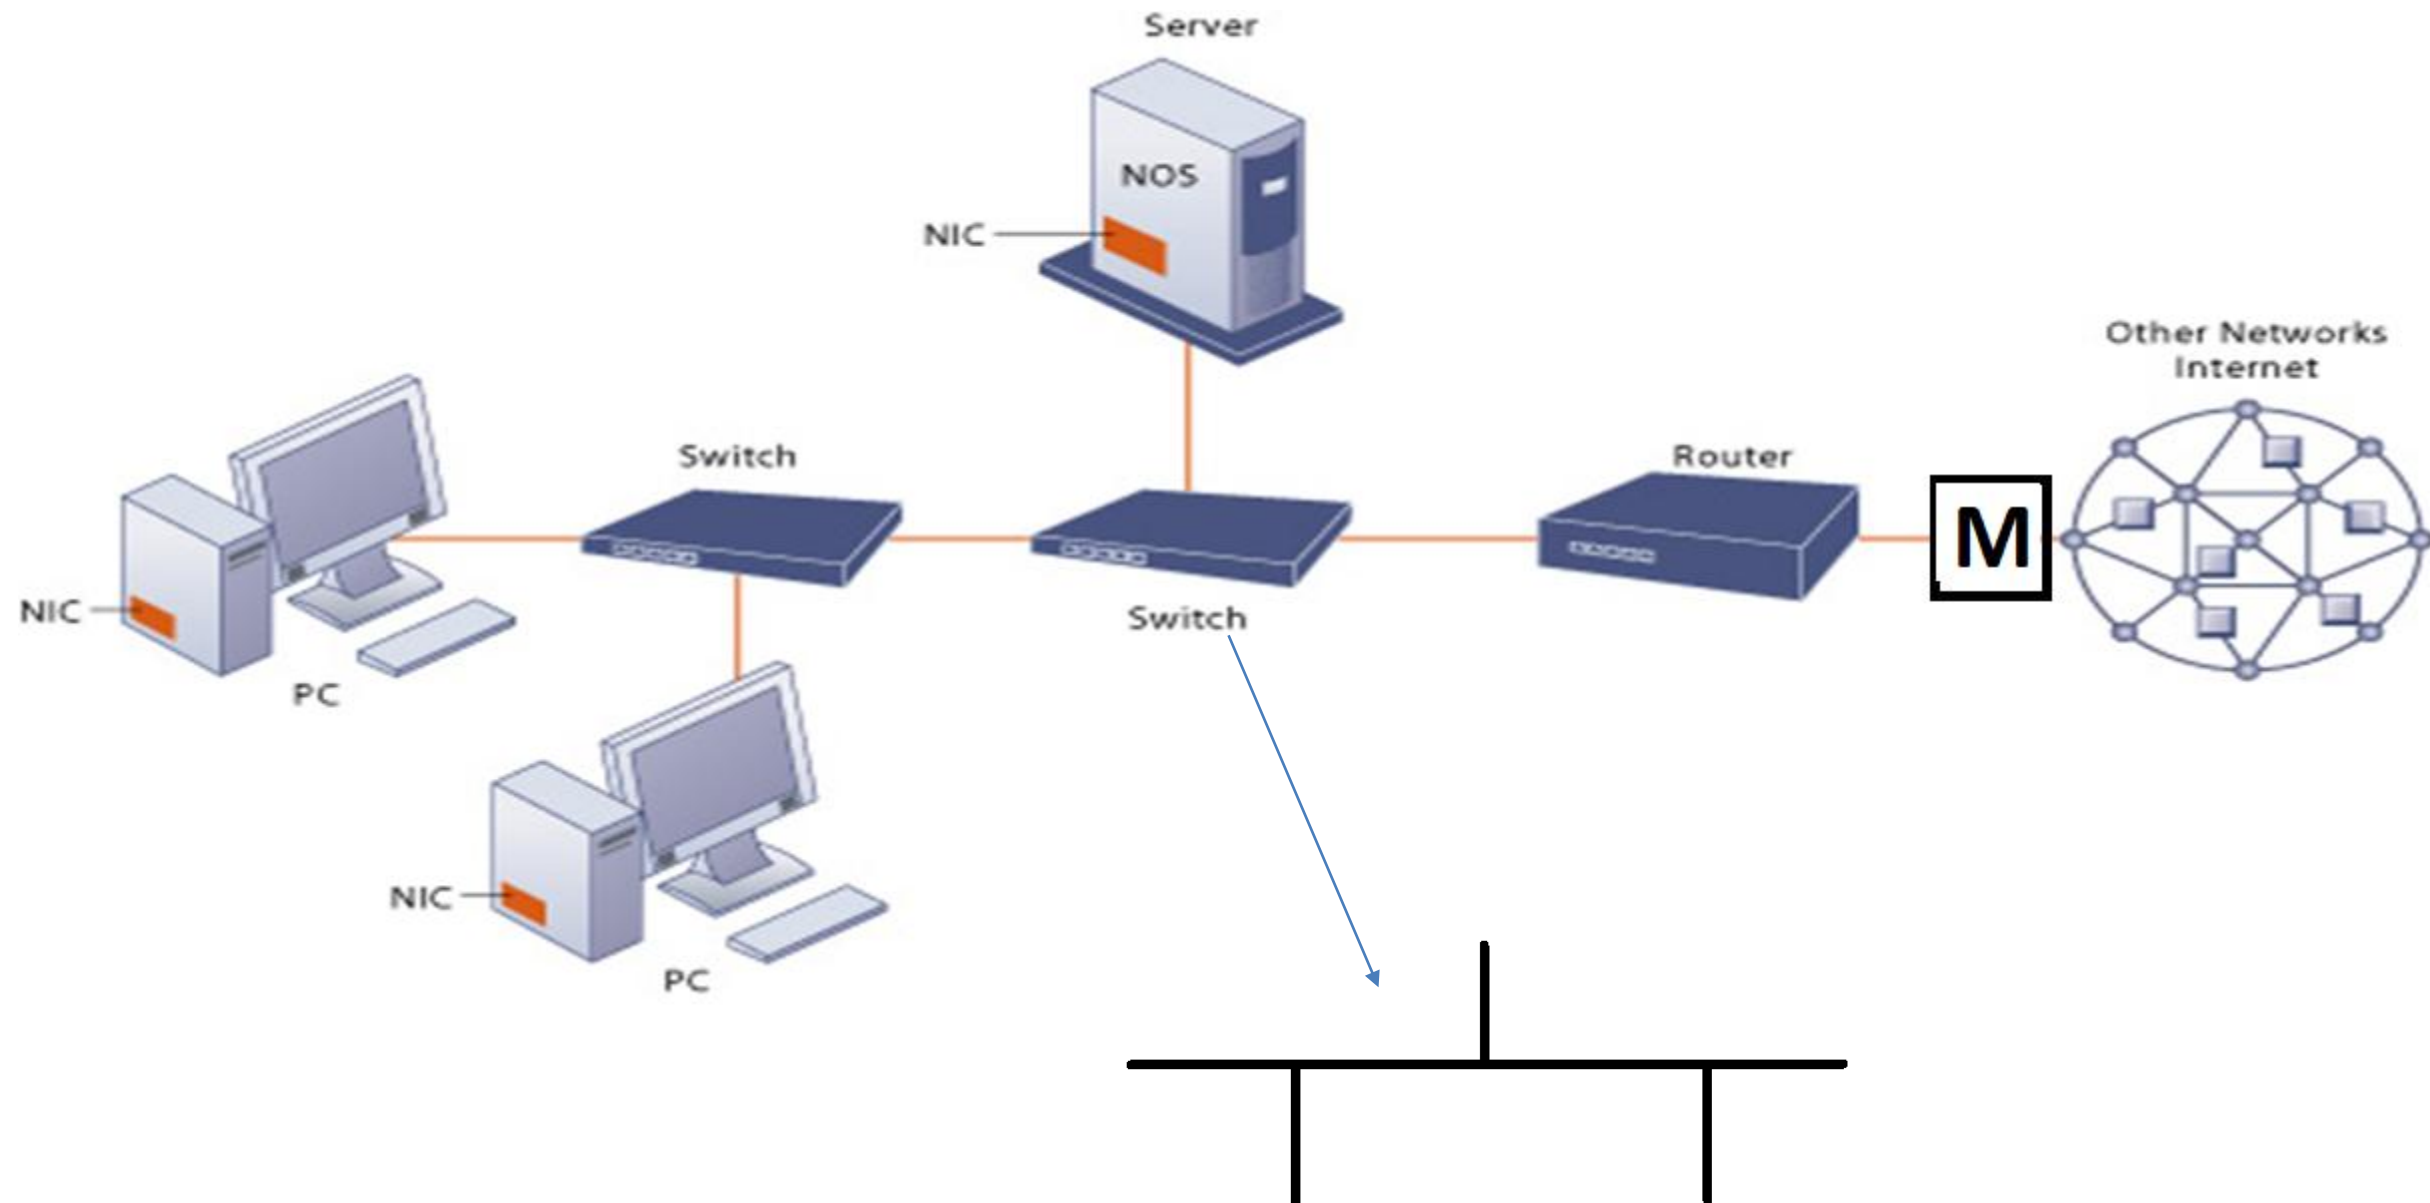 Server
NOS
NIC
Other Networks
Internet
Switch
Router
M
NIC
Switch
PC
NIC
PC